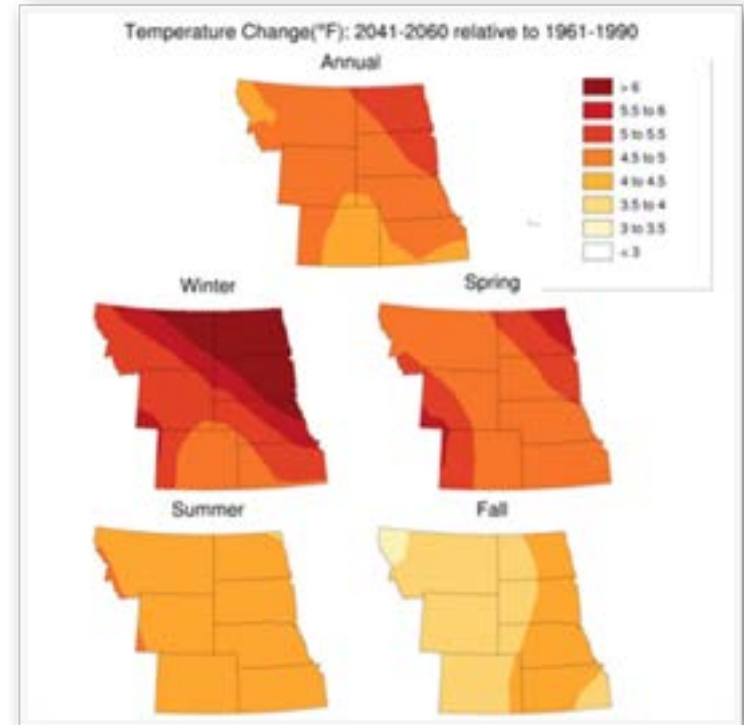 Temperature Change(°F): 2041-2060 relative to 1961-1990
Annual
> 6
5.5 to 6
5 to 5.5
4.5 to 5
4 to 4.5
3.5 to 4
3 to 3.5
< 3
Winter
Spring
Summer
Fall